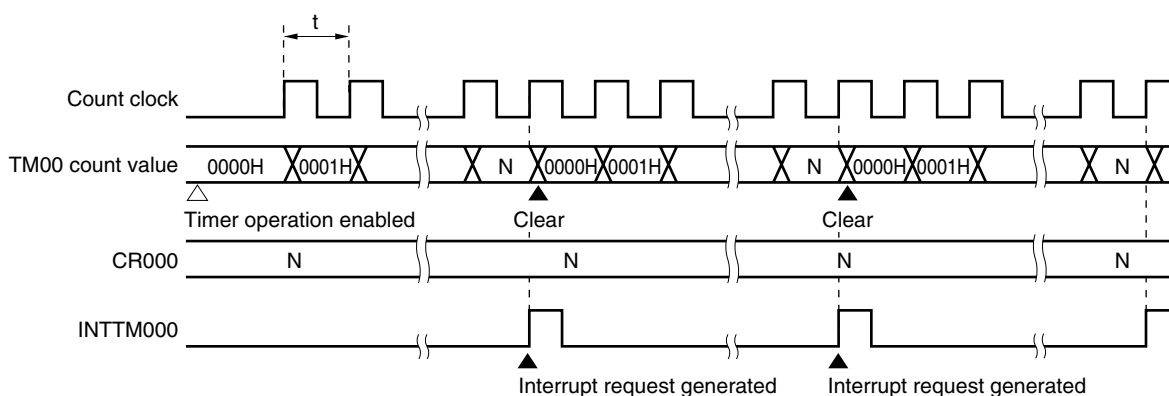 t
Count clock
TM00 count value 0000H 0001H N 0000H 0001H N 0000H 0001H N
Timer operation enabled Clear Clear
CR000 N N N N
INTTM000
Interrupt request generated Interrupt request generated